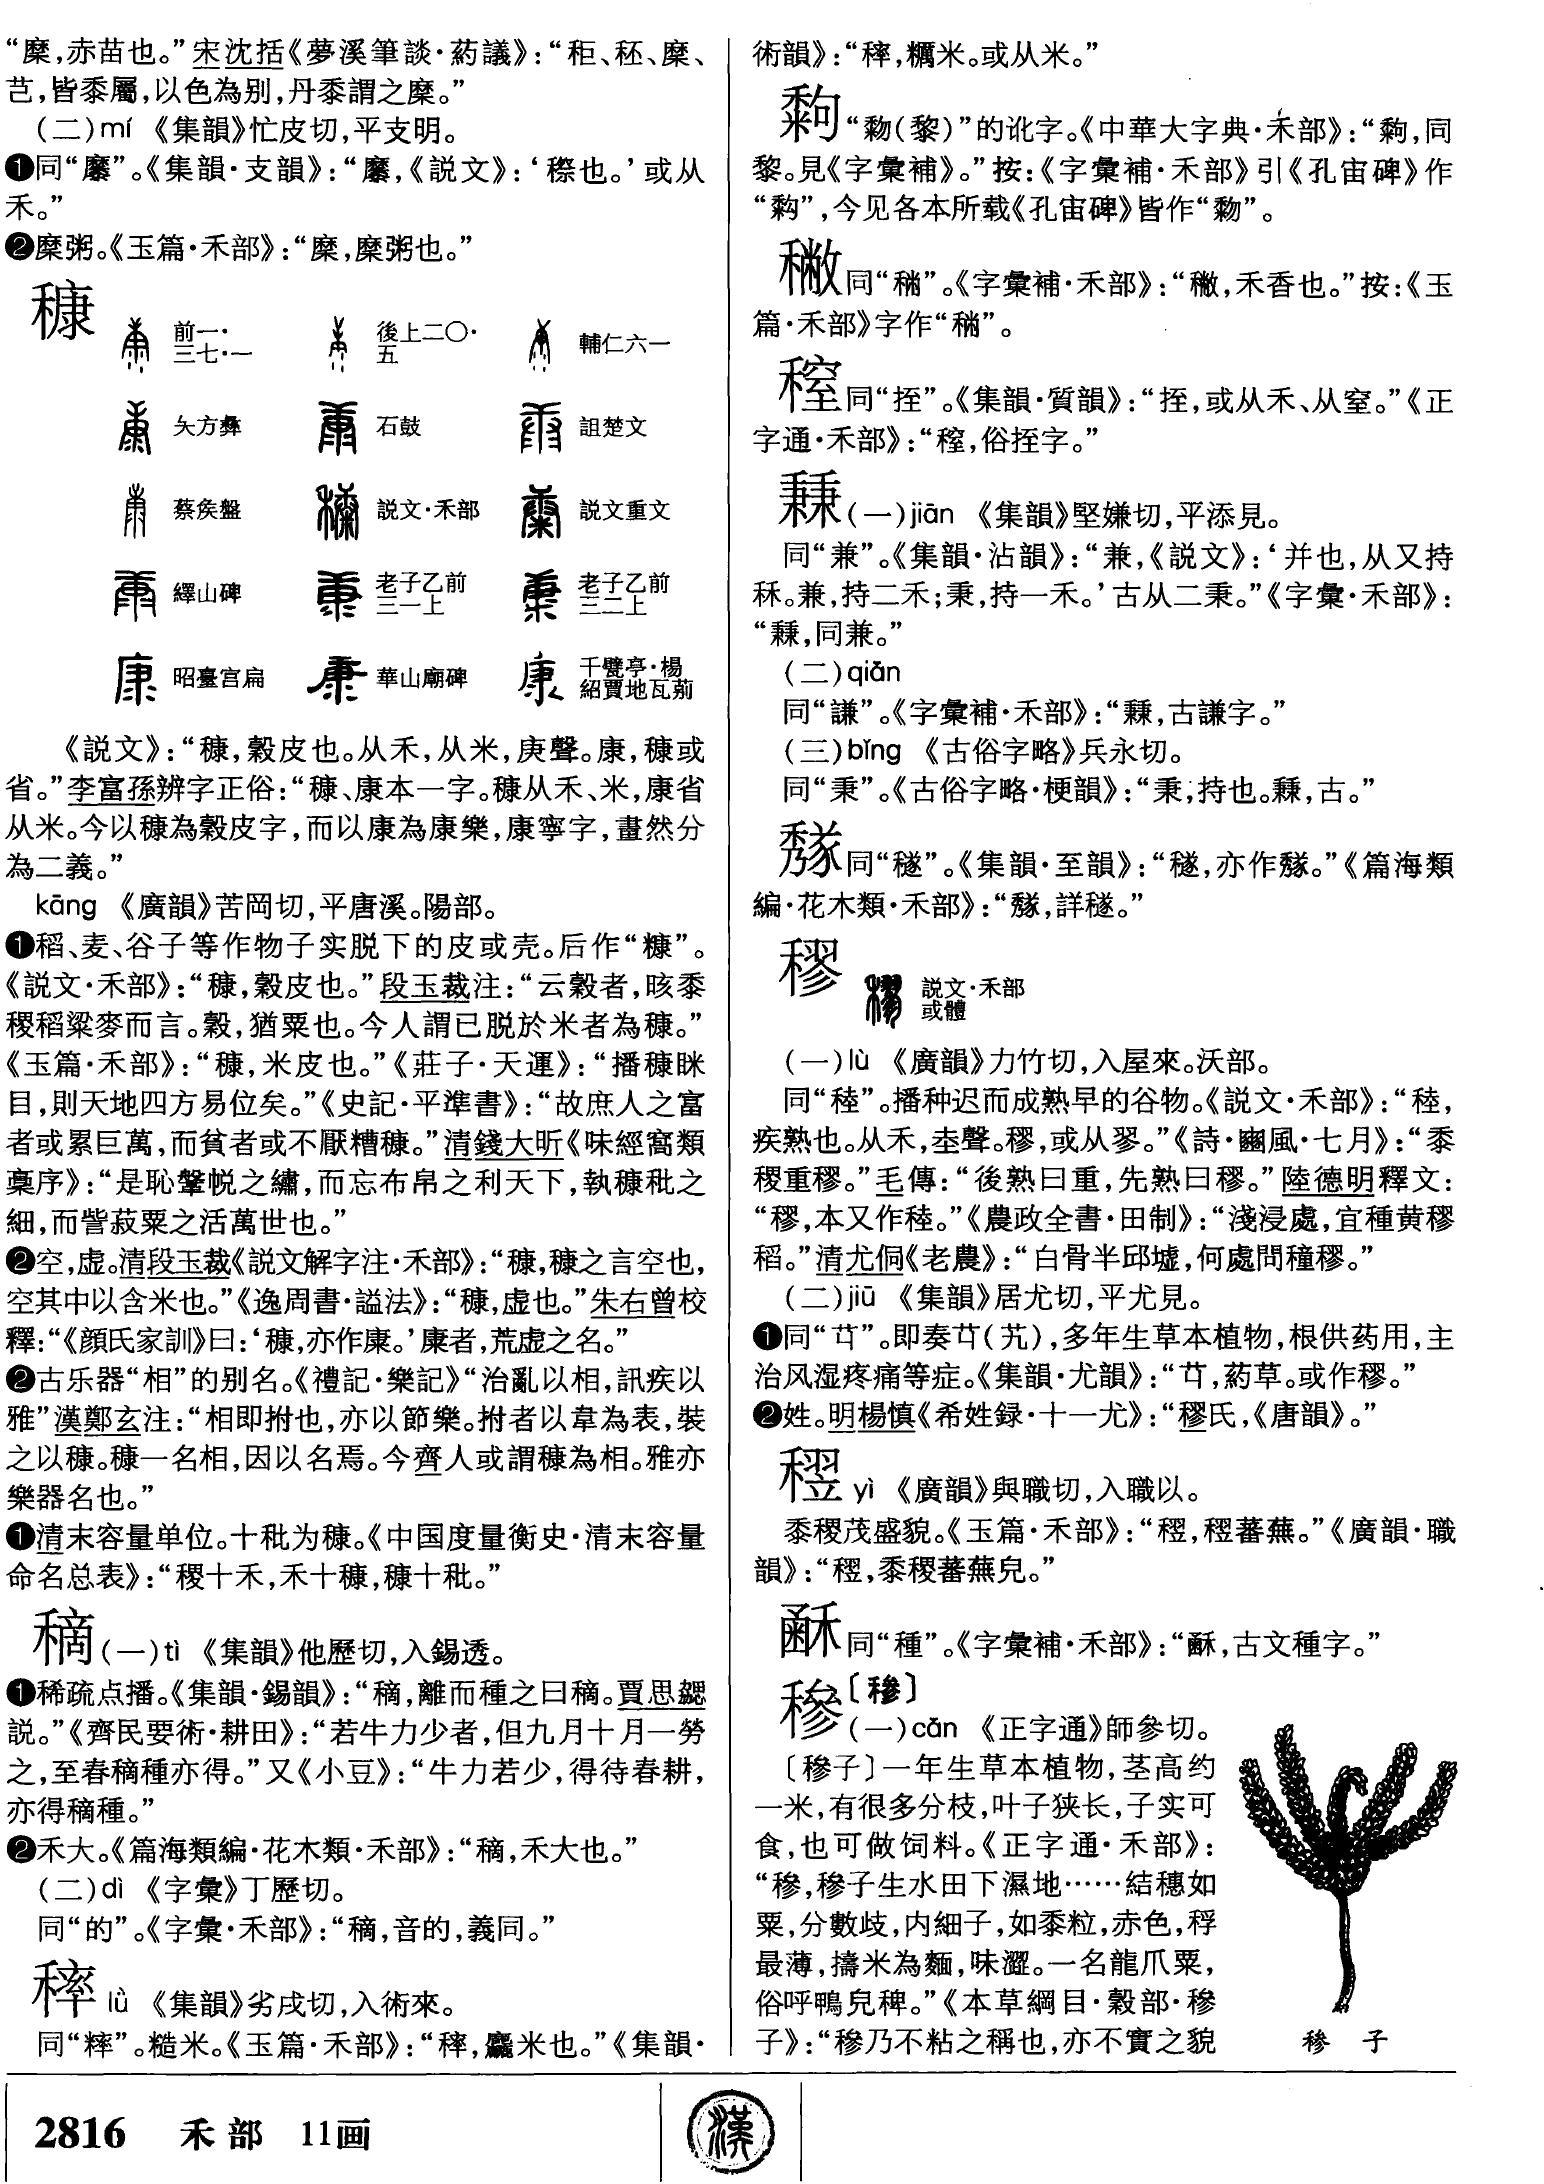 “穈，赤苗也。”宋沈括《夢溪筆談·葯議》：“秬、秠、穈、
芑，皆黍屬，以色為别，丹黍謂之穈。”
(二)mí 《集韻》忙皮切，平支明。
❶同“䆊”。《集韻·支韻》：“䆊，《説文》：‘穄也。’或从
禾。”
❷穈粥。《玉篇·禾部》：“穈，穈粥也。”
穅
前一·三七·一 後上二〇·五 輔仁六一
夨方彝 石鼓 詛楚文
蔡矦盤 説文·禾部 説文重文
繹山碑 老子乙前三一上 老子乙前三二上
昭臺宫扁 華山廟碑 千甓亭·楊紹賈地瓦莂
《説文》：“穅，穀皮也。从禾，从米，庚聲。康，穅或
省。”李富孫辨字正俗：“穅、康本一字。穅从禾、米，康省
从米。今以穅為穀皮字，而以康為康樂，康寧字，畫然分
為二義。”
kāng 《廣韻》苦岡切，平唐溪。陽部。
❶稻、麦、谷子等作物子实脱下的皮或壳。后作“糠”。
《説文·禾部》：“穅，穀皮也。”段玉裁注：“云穀者，晐黍
稷稻粱麥而言。穀，猶粟也。今人謂已脱於米者為穅。”
《玉篇·禾部》：“穅，米皮也。”《莊子·天運》：“播穅眯
目，則天地四方易位矣。”《史記·平準書》：“故庶人之富
者或累巨萬，而貧者或不厭糟穅。”清錢大昕《味經窩類
稾序》：“是恥鞶帨之繡，而忘布帛之利天下，執穅秕之
細，而訾菽粟之活萬世也。”
❷空，虚。清段玉裁《説文解字注·禾部》：“穅，穅之言空也，
空其中以含米也。”《逸周書·謚法》：“穅，虚也。”朱右曾校
釋：“《顔氏家訓》曰：‘穅，亦作㝩。’㝩者，荒虚之名。”
❷古乐器“相”的别名。《禮記·樂記》“治亂以相，訊疾以
雅”漢鄭玄注：“相即拊也，亦以節樂。拊者以韋為表，裝
之以穅。穅一名相，因以名焉。今齊人或謂穅為相。雅亦
樂器名也。”
❶清末容量单位。十秕为穅。《中国度量衡史·清末容量
命名总表》：“稷十禾，禾十穅，穅十秕。”
䅥(一)tì 《集韻》他歷切，入錫透。
❶稀疏点播。《集韻·錫韻》：“䅥，離而種之曰䅥。賈思勰
説。”《齊民要術·耕田》：“若牛力少者，但九月十月一勞
之，至春䅥種亦得。”又《小豆》：“牛力若少，得待春耕，
亦得䅥種。”
❷禾大。《篇海類編·花木類·禾部》：“䅥，禾大也。”
(二)dì 《字彙》丁歷切。
同“的”。《字彙·禾部》：“䅥，音的，義同。”
䅞 lǜ 《集韻》劣戌切，入術來。
同“䊪”。糙米。《玉篇·禾部》：“䅞，麤米也。”《集韻·
術韻》：“䅞，糲米。或从米。”
“黎(黎)”的讹字。《中華大字典·禾部》：“，同
黎。見《字彙補》。”按：《字彙補·禾部》引《孔宙碑》作
“”，今见各本所载《孔宙碑》皆作“”。
同“”。《字彙補·禾部》：“，禾香也。”按：《玉
篇·禾部》字作“”。
䅿同“挃”。《集韻·質韻》：“挃，或从禾、从窒。”《正
字通·禾部》：“，俗挃字。”
(一)jiān 《集韻》堅嫌切，平添見。
同“兼”。《集韻·沾韻》：“兼，《説文》：‘并也，从又持
秝。兼，持二禾；秉，持一禾。’古从二秉。”《字彙·禾部》：
“，同兼。”
(二)qiān
同“謙”。《字彙補·禾部》：“，古謙字。”
(三)bǐng 《古俗字略》兵永切。
同“秉”。《古俗字略·梗韻》：“秉，持也。，古。”
同“穟”。《集韻·至韻》：“穟，亦作。”《篇海類
編·花木類·禾部》：“，詳穟。”
穋
説文·禾部
或體
(一)lù 《廣韻》力竹切，入屋來。沃部。
同“稑”。播种迟而成熟早的谷物。《説文·禾部》：“稑，
疾熟也。从禾，坴聲。穋，或从翏。”《詩·豳風·七月》：“黍
稷重穋。”毛傳：“後熟曰重，先熟曰穋。”陸德明釋文：
“穋，本又作稑。”《農政全書·田制》：“淺浸處，宜種黄穋
稻。”清尤侗《老農》：“白骨半邱墟，何處問穜穋。”
(二)jiū 《集韻》居尤切，平尤見。
❶同“艽”。即秦艽(艽)，多年生草本植物，根供药用，主
治风湿疼痛等症。《集韻·尤韻》：“艽，葯草。或作穋。”
❷姓。明楊慎《希姓録·十一尤》：“穋氏，《唐韻》。”
䆀 yì 《廣韻》與職切，入職以。
黍稷茂盛貌。《玉篇·禾部》：“䆀，䆀蕃蕪。”《廣韻·職
韻》：“䆀，黍稷蕃蕪皃。”
同“種”。《字彙補·禾部》：“，古文種字。”
穇〔䅟〕
(一)cǎn 《正字通》師參切。
〔穇子〕一年生草本植物，茎高约
一米，有很多分枝，叶子狭长，子实可
食，也可做饲料。《正字通·禾部》：
“穇，穇子生水田下濕地……結穗如
粟，分數歧，内細子，如黍粒，赤色，稃
最薄，擣米為麵，味澀。一名龍爪粟，
俗呼鴨皃稗。”《本草綱目·穀部·穇
子》：“穇乃不粘之稱也，亦不實之貌
穇 子
2816 禾部 11画
漢